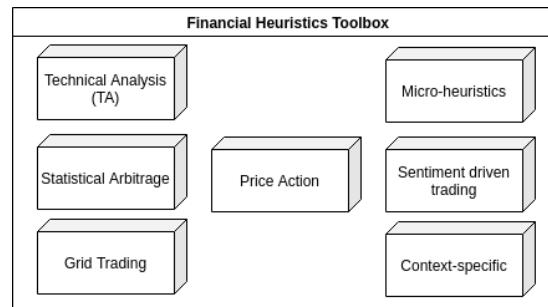 Financial Heuristics Toolbox
Technical Analysis
(TA)
Micro-heuristics
Statistical Arbitrage
Price Action
Sentiment driven
trading
Grid Trading
Context-specific